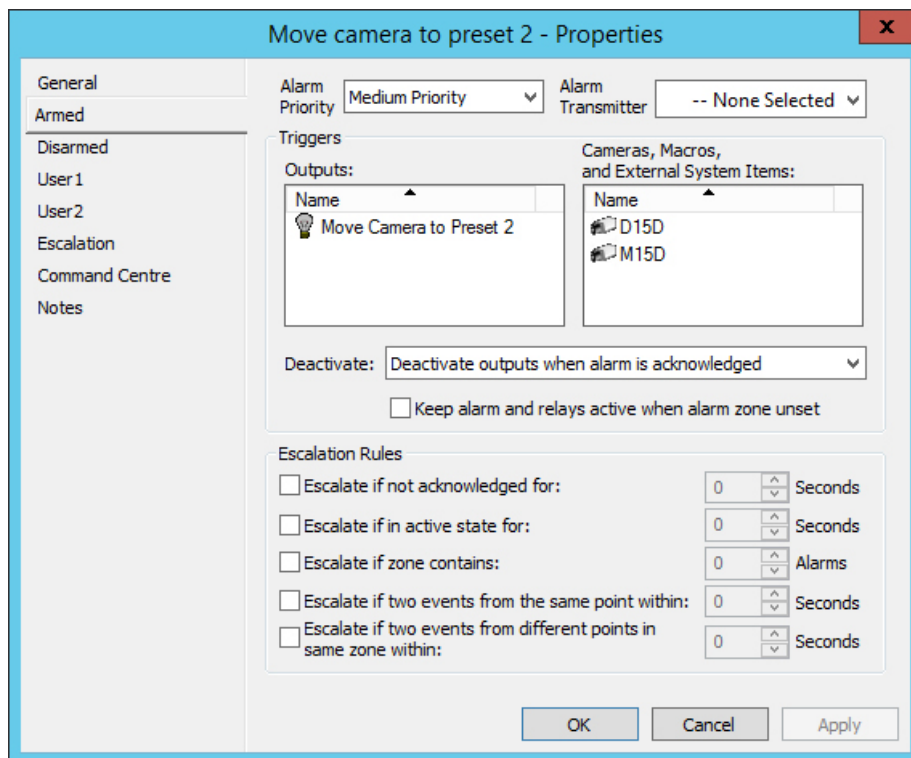 Move camera to preset 2 - Properties
x
General
Armed
Disarmed
User1
User2
Escalation
Command Centre
Notes
Alarm Priority
Medium Priority
Alarm Transmitter
-- None Selected
Triggers
Outputs:
Name
Move Camera to Preset 2
Cameras, Macros,
and External System Items:
Name
D15D
M15D
Deactivate:
Deactivate outputs when alarm is acknowledged
Keep alarm and relays active when alarm zone unset
Escalation Rules
Escalate if not acknowledged for: 0 Seconds
Escalate if in active state for: 0 Seconds
Escalate if zone contains: 0 Alarms
Escalate if two events from the same point within: 0 Seconds
Escalate if two events from different points in
same zone within: 0 Seconds
OK
Cancel
Apply